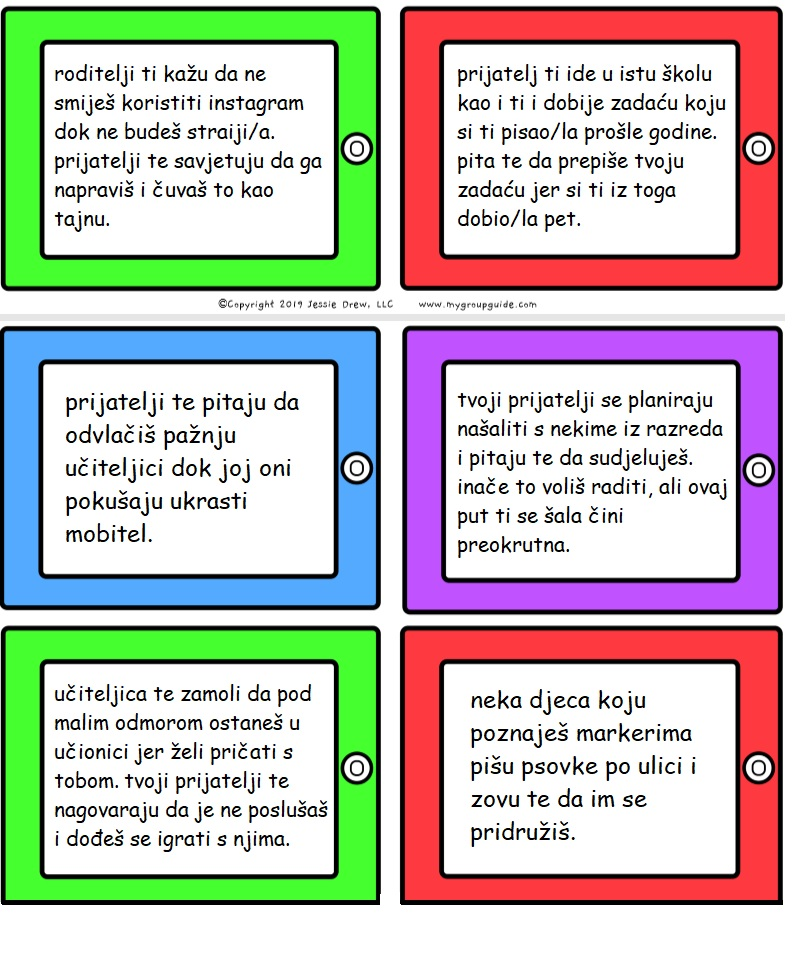 roditelji ti kažu da ne
smiješ koristiti instagram
dok ne budeš straiji/a.
prijatelji te savjetuju da ga
napraviš i čuvaš to kao
tajnu.
prijatelj ti ide u istu školu
kao i ti i dobije zadaću koju
si ti pisao/la prošle godine.
pita te da prepiše tvoju
zadaću jer si ti iz toga
dobio/la pet.
©Copyright 2019 Jessie Drew, LLC www.mygroupguide.com
prijatelji te pitaju da
odvlačiš pažnju
učiteljici dok joj oni
pokušaju ukrasti
mobitel.
tvoji prijatelji se planiraju
našaliti s nekime iz razreda
i pitaju te da sudjeluješ.
inače to voliš raditi, ali ovaj
put ti se šala čini
preokrutna.
učiteljica te zamoli da pod
malim odmorom ostaneš u
učionici jer želi pričati s
tobom. tvoji prijatelji te
nagovaraju da je ne poslušaš
i dođeš se igrati s njima.
neka djeca koju
poznaješ markerima
pišu psovke po ulici i
zovu te da im se
pridružiš.